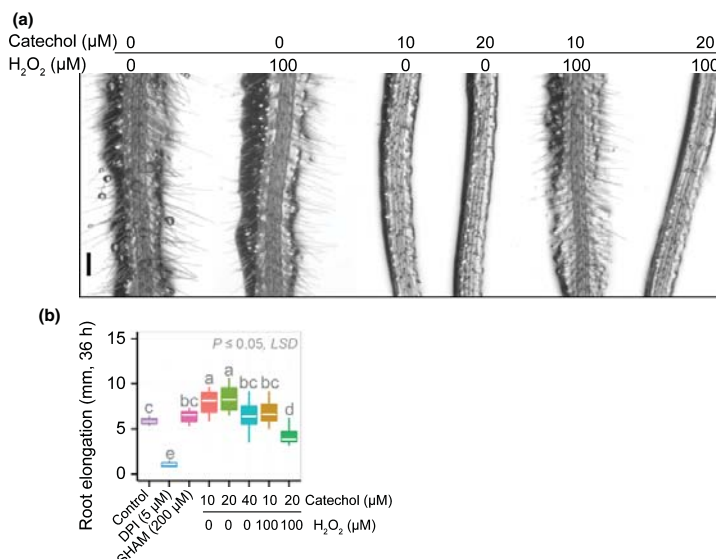 (a)
Catechol (µM) 0 0 10 20 10 20
H₂O₂ (µM) 0 100 0 0 100 100
(b)
Root elongation (mm, 36 h)
15
10
5
0
P ≤ 0.05, LSD
c e bc a a bc bc d
Control
DPI (5 µM)
SHAM (200 µM)
10 20 40 10 20 Catechol (µM)
0 0 0 100 100 H₂O₂ (µM)